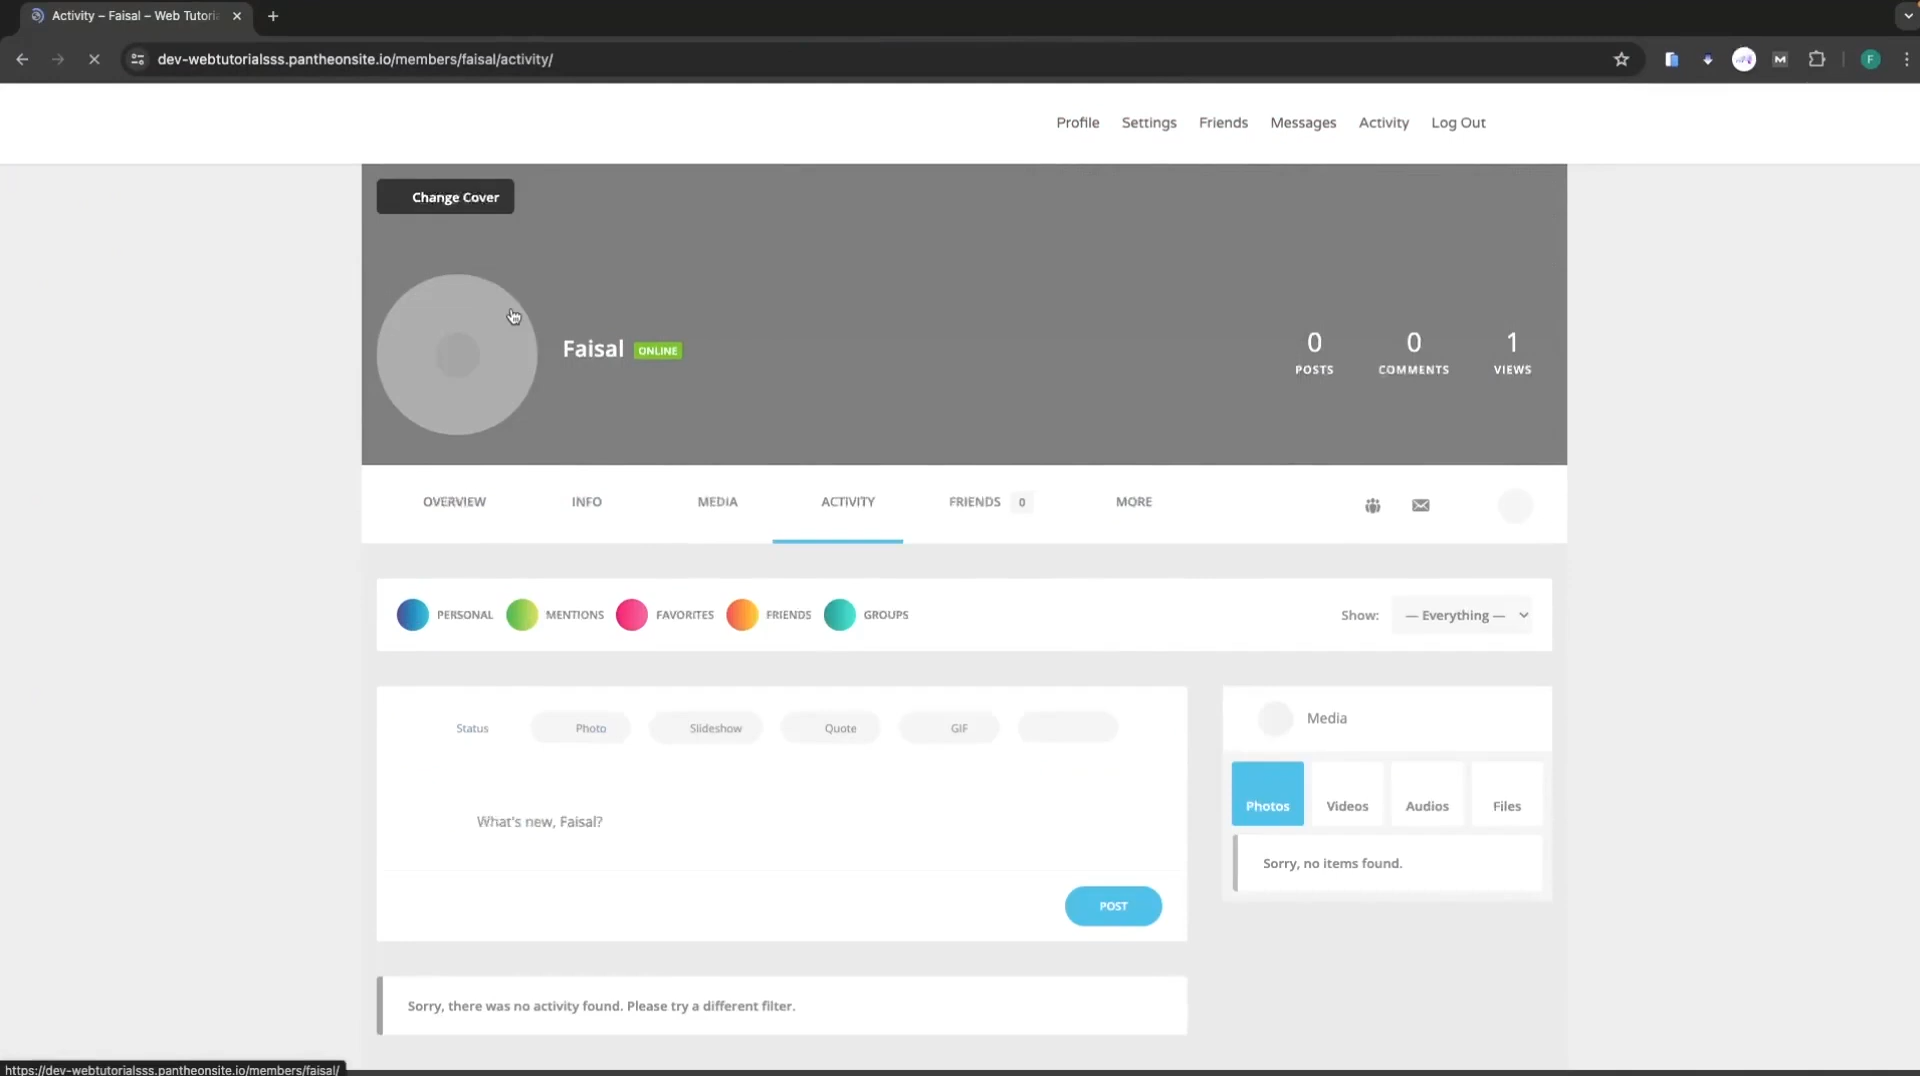 Activity – Faisal – Web Tutoria
dev-webtutorialsss.pantheonsite.io/members/faisal/activity/
F
Profile Settings Friends Messages Activity Log Out
Change Cover
Faisal ONLINE
0 0 1
POSTS COMMENTS VIEWS
OVERVIEW INFO MEDIA ACTIVITY FRIENDS 0 MORE
PERSONAL MENTIONS FAVORITES FRIENDS GROUPS Show: — Everything —
Status Photo Slideshow Quote GIF
Media
What's new, Faisal?
Photos Videos Audios Files
Sorry, no items found.
POST
Sorry, there was no activity found. Please try a different filter.
https://dev-webtutorialsss.pantheonsite.io/members/faisal/